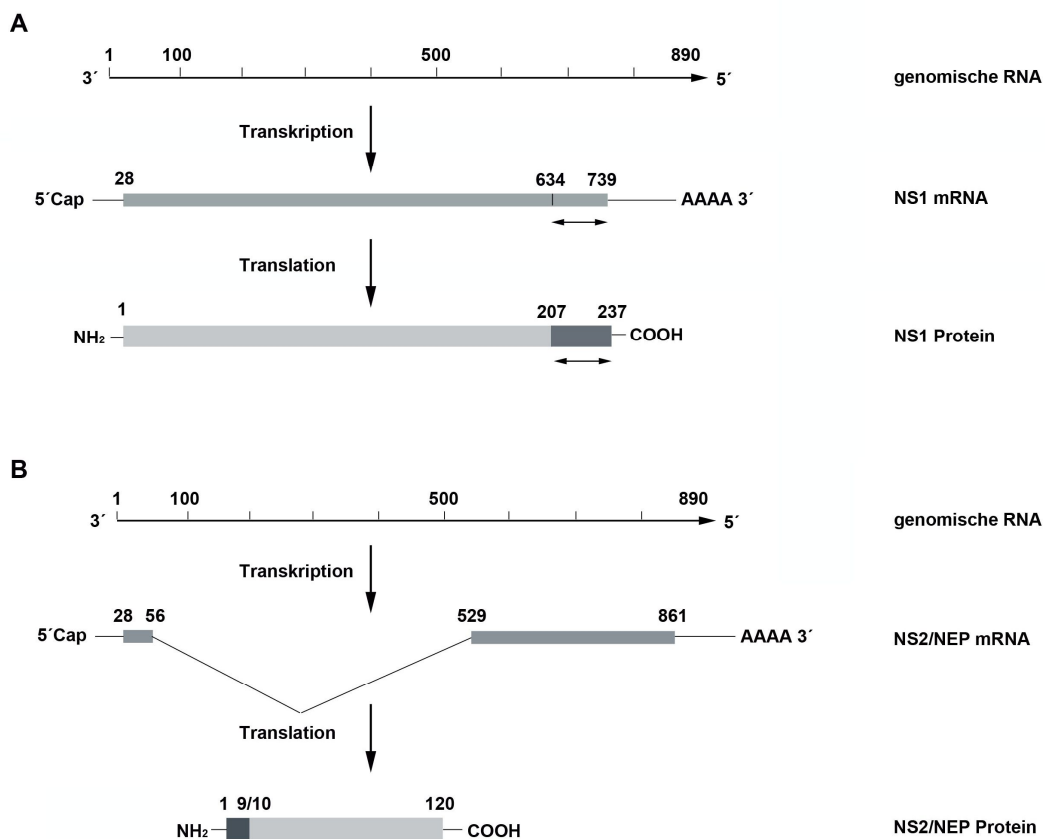 A
1 100 500 890
3´ 5´ genomische RNA
Transkription
28 634 739
5´Cap AAAA 3´ NS1 mRNA
Translation
1 207 237
NH₂ COOH NS1 Protein
B
1 100 500 890
3´ 5´ genomische RNA
Transkription
28 56 529 861
5´Cap AAAA 3´ NS2/NEP mRNA
Translation
1 9/10 120
NH₂ COOH NS2/NEP Protein